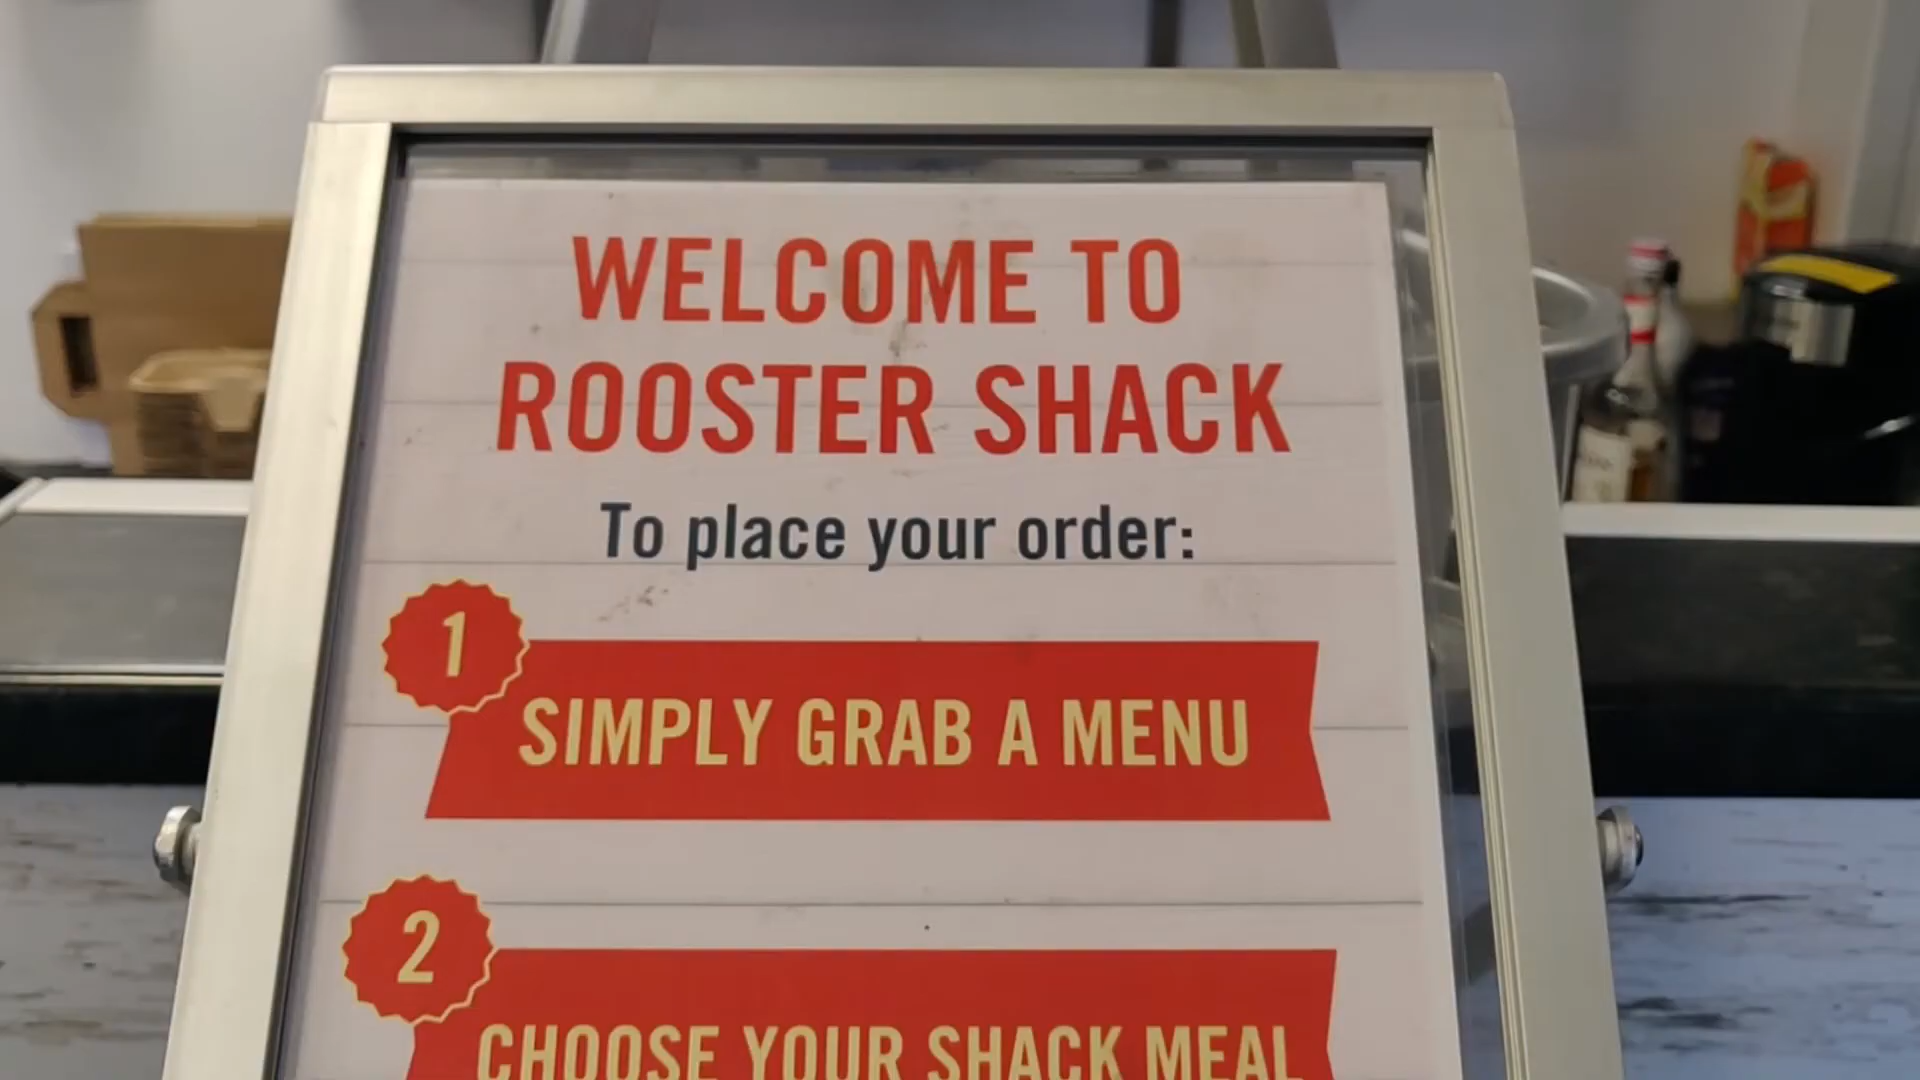 WELCOME TO
ROOSTER SHACK
To place your order:
1
SIMPLY GRAB A MENU
2
CHOOSE YOUR SHACK MEAL